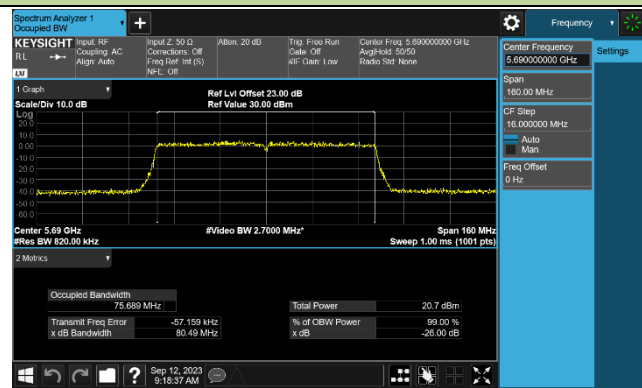 Spectrum Analyzer 1
Occupied BW
+
Frequency
KEYSIGHT
RL
LXI
Input: RF
Coupling: AC
Align: Auto
Input Z: 50 Ω
Corrections: Off
Freq Ref: Int (S)
NFE: Off
Atten: 20 dB
Trig: Free Run
Gate: Off
#IF Gain: Low
Center Freq: 5.690000000 GHz
Avg|Hold: 50/50
Radio Std: None
Center Frequency
5.690000000 GHz
Settings
Span
160.00 MHz
CF Step
16.000000 MHz
Auto
Man
Freq Offset
0 Hz
1 Graph
Scale/Div 10.0 dB
Ref Lvl Offset 23.00 dB
Ref Value 30.00 dBm
Log
20.0
10.0
0.00
-10.0
-20.0
-30.0
-40.0
-50.0
-60.0
Center 5.69 GHz
#Res BW 820.00 kHz
#Video BW 2.7000 MHz*
Span 160 MHz
Sweep 1.00 ms (1001 pts)
2 Metrics
Occupied Bandwidth
75.689 MHz
Total Power 20.7 dBm
Transmit Freq Error -57.159 kHz
% of OBW Power 99.00 %
x dB Bandwidth 80.49 MHz
x dB -26.00 dB
?
Sep 12, 2023
9:18:37 AM